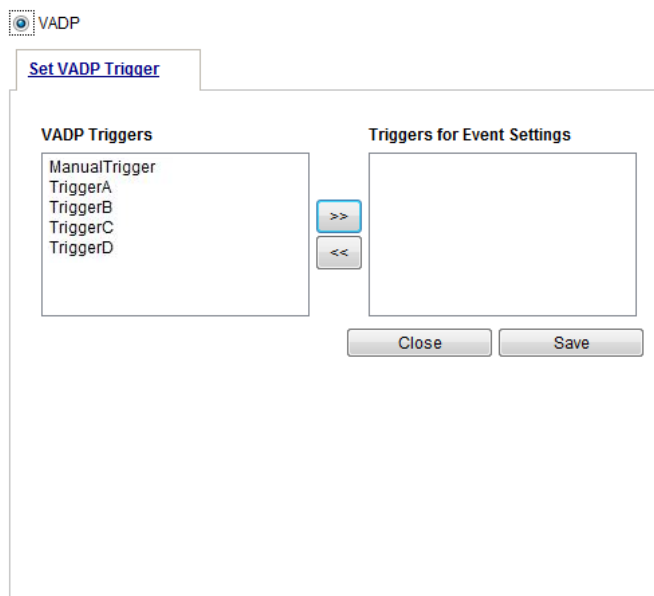 VADP
Set VADP Trigger
VADP Triggers
Triggers for Event Settings
ManualTrigger
TriggerA
TriggerB
TriggerC
TriggerD
>>
<<
Close
Save